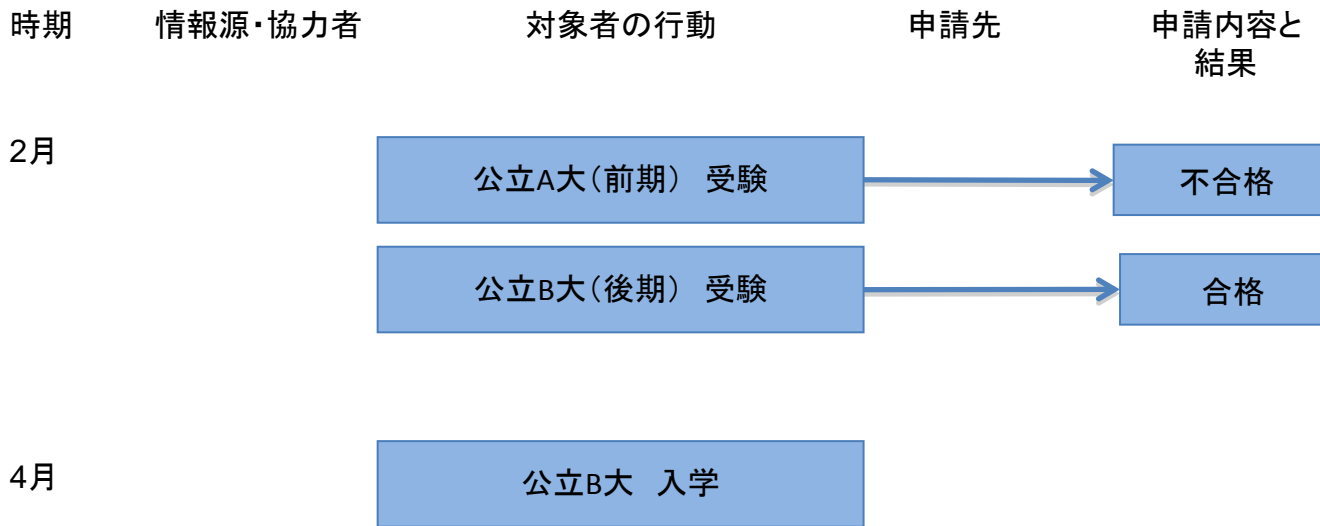 時期 情報源・協力者 対象者の行動 申請先 申請内容と
結果
2月
公立A大(前期) 受験 不合格
公立B大(後期) 受験 合格
4月
公立B大 入学